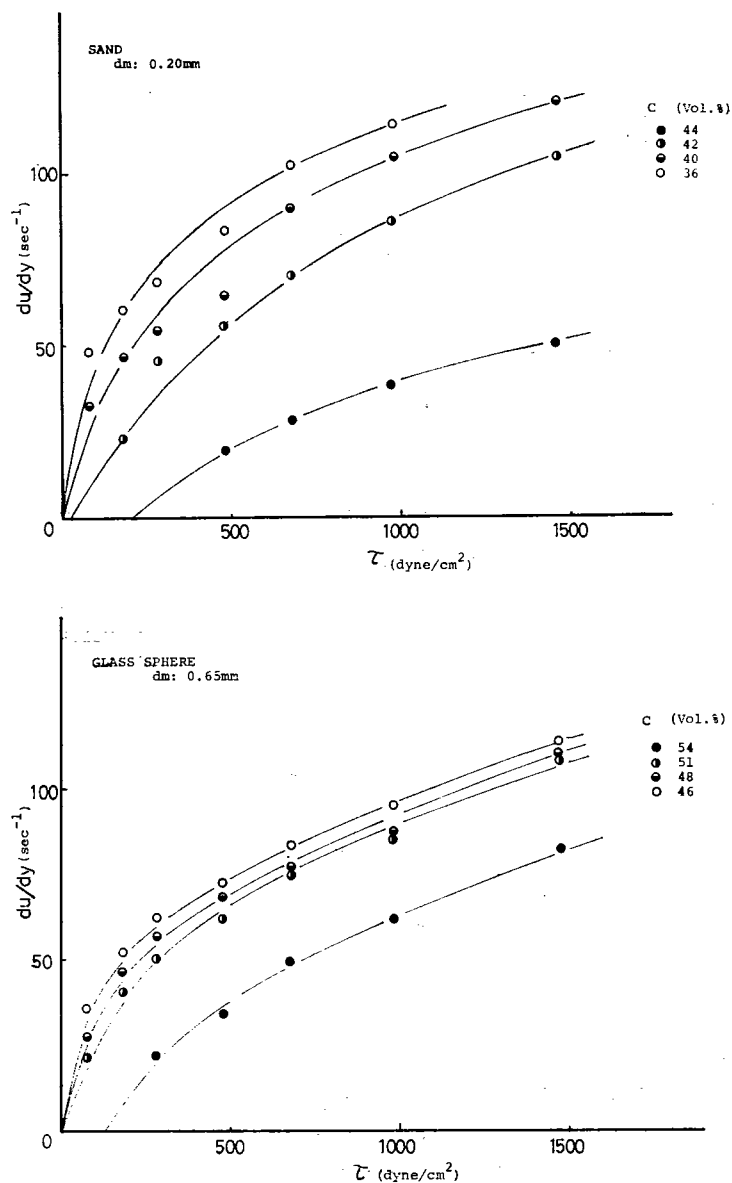 SAND
dm: 0.20mm
C (Vol.%)
44
42
40
36
100
50
0
500
1000
1500
du/dy (sec⁻¹)
τ (dyne/cm²)
GLASS SPHERE
dm: 0.65mm
C (Vol.%)
54
51
48
46
100
50
0
500
1000
1500
du/dy (sec⁻¹)
τ (dyne/cm²)